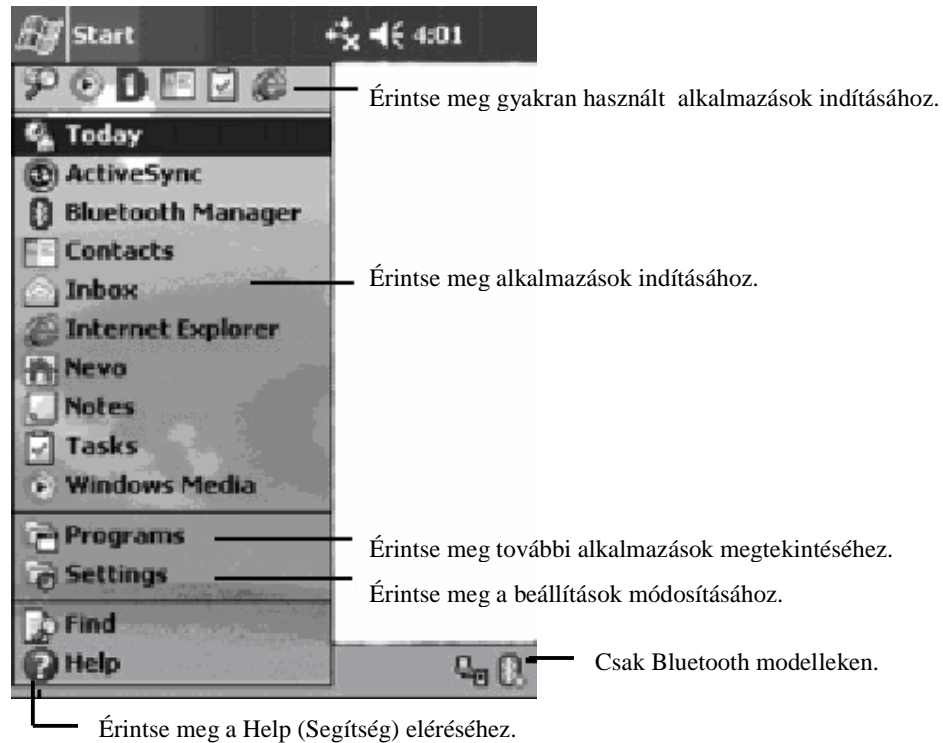 Start 4:01
Érintse meg gyakran használt alkalmazások indításához.
Today
ActiveSync
Bluetooth Manager
Contacts
Érintse meg alkalmazások indításához.
Inbox
Internet Explorer
Nevo
Notes
Tasks
Windows Media
Programs
Érintse meg további alkalmazások megtekintéséhez.
Settings
Érintse meg a beállítások módosításához.
Find
Help
Csak Bluetooth modelleken.
Érintse meg a Help (Segítség) eléréséhez.